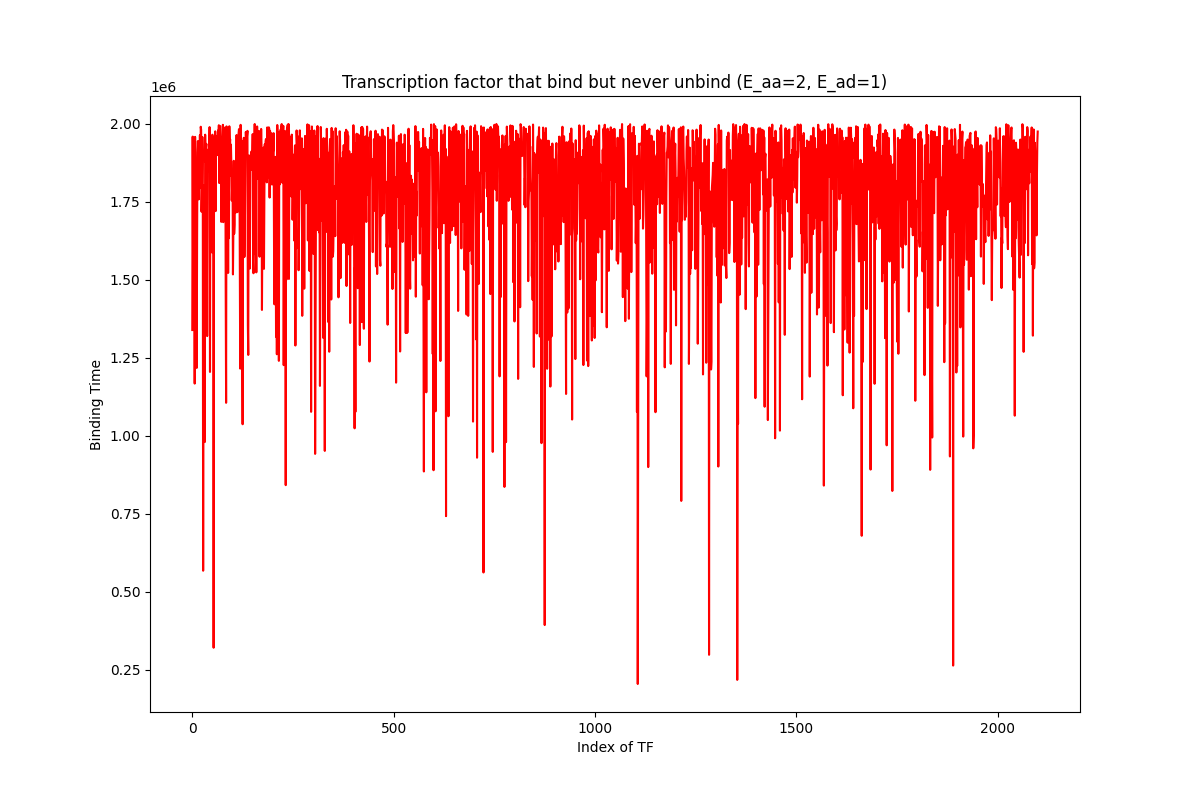 Transcription factor that bind but never unbind (E_aa=2, E_ad=1)
1e6
2.00
1.75
1.50
1.25
1.00
0.75
0.50
0.25
Binding Time
0 500 1000 1500 2000
Index of TF